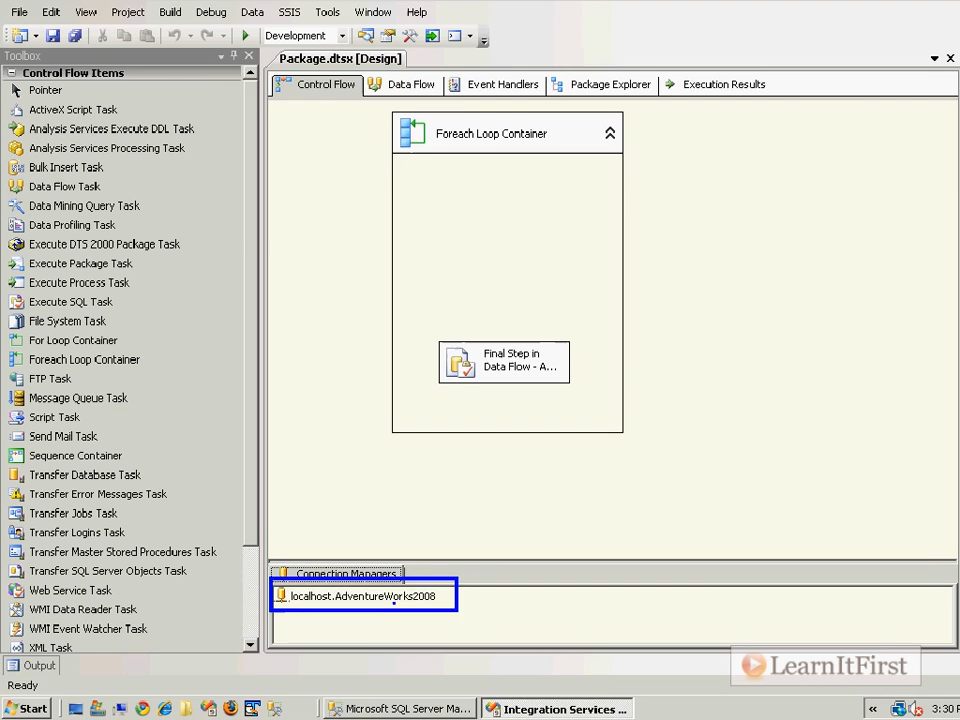 File Edit View Project Build Debug Data SSIS Tools Window Help
Development
Toolbox
Control Flow Items
Pointer
ActiveX Script Task
Analysis Services Execute DDL Task
Analysis Services Processing Task
Bulk Insert Task
Data Flow Task
Data Mining Query Task
Data Profiling Task
Execute DTS 2000 Package Task
Execute Package Task
Execute Process Task
Execute SQL Task
File System Task
For Loop Container
Foreach Loop Container
FTP Task
Message Queue Task
Script Task
Send Mail Task
Sequence Container
Transfer Database Task
Transfer Error Messages Task
Transfer Jobs Task
Transfer Logins Task
Transfer Master Stored Procedures Task
Transfer SQL Server Objects Task
Web Service Task
WMI Data Reader Task
WMI Event Watcher Task
XML Task
Output
Package.dtsx [Design]
Control Flow Data Flow Event Handlers Package Explorer Execution Results
Foreach Loop Container
Final Step in
Data Flow - A...
Connection Managers
localhost.AdventureWorks2008
LearnItFirst
Ready
Start Microsoft SQL Server Ma... Integration Services ... « 3:30 P